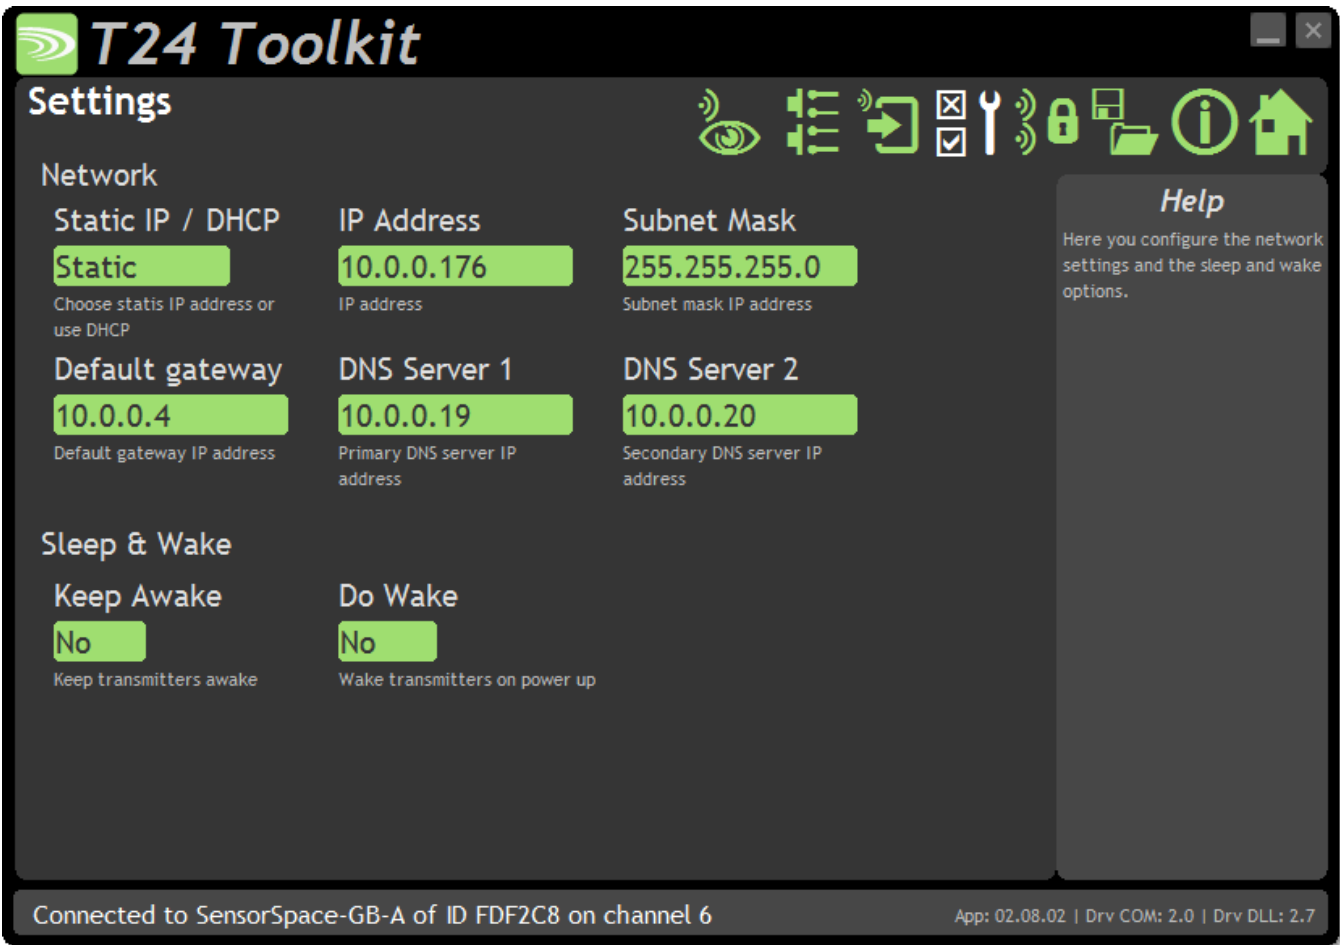 T24 Toolkit
Settings
Network
Static IP / DHCP
Static
Choose statis IP address or
use DHCP
IP Address
10.0.0.176
IP address
Subnet Mask
255.255.255.0
Subnet mask IP address
Default gateway
10.0.0.4
Default gateway IP address
DNS Server 1
10.0.0.19
Primary DNS server IP
address
DNS Server 2
10.0.0.20
Secondary DNS server IP
address
Sleep & Wake
Keep Awake
No
Keep transmitters awake
Do Wake
No
Wake transmitters on power up
Help
Here you configure the network
settings and the sleep and wake
options.
Connected to SensorSpace-GB-A of ID FDF2C8 on channel 6
App: 02.08.02 | Drv COM: 2.0 | Drv DLL: 2.7